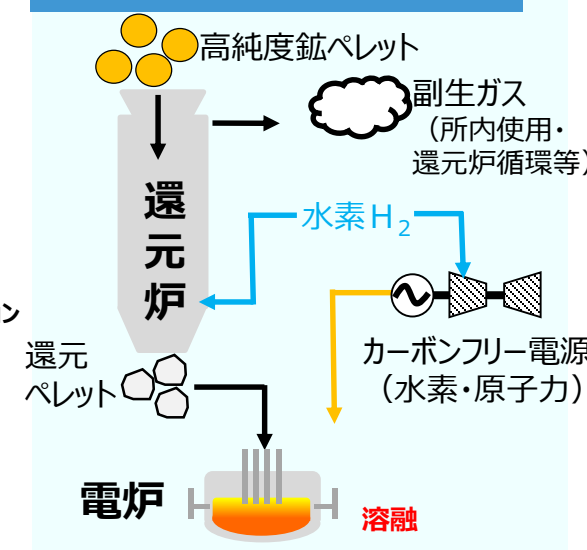 高純度鉱ペレット
副生ガス
（所内使用・
還元炉循環等）
還
元
炉
水素H2
ン
還元
ペレット
カーボンフリー電源
（水素・原子力）
電炉
溶融